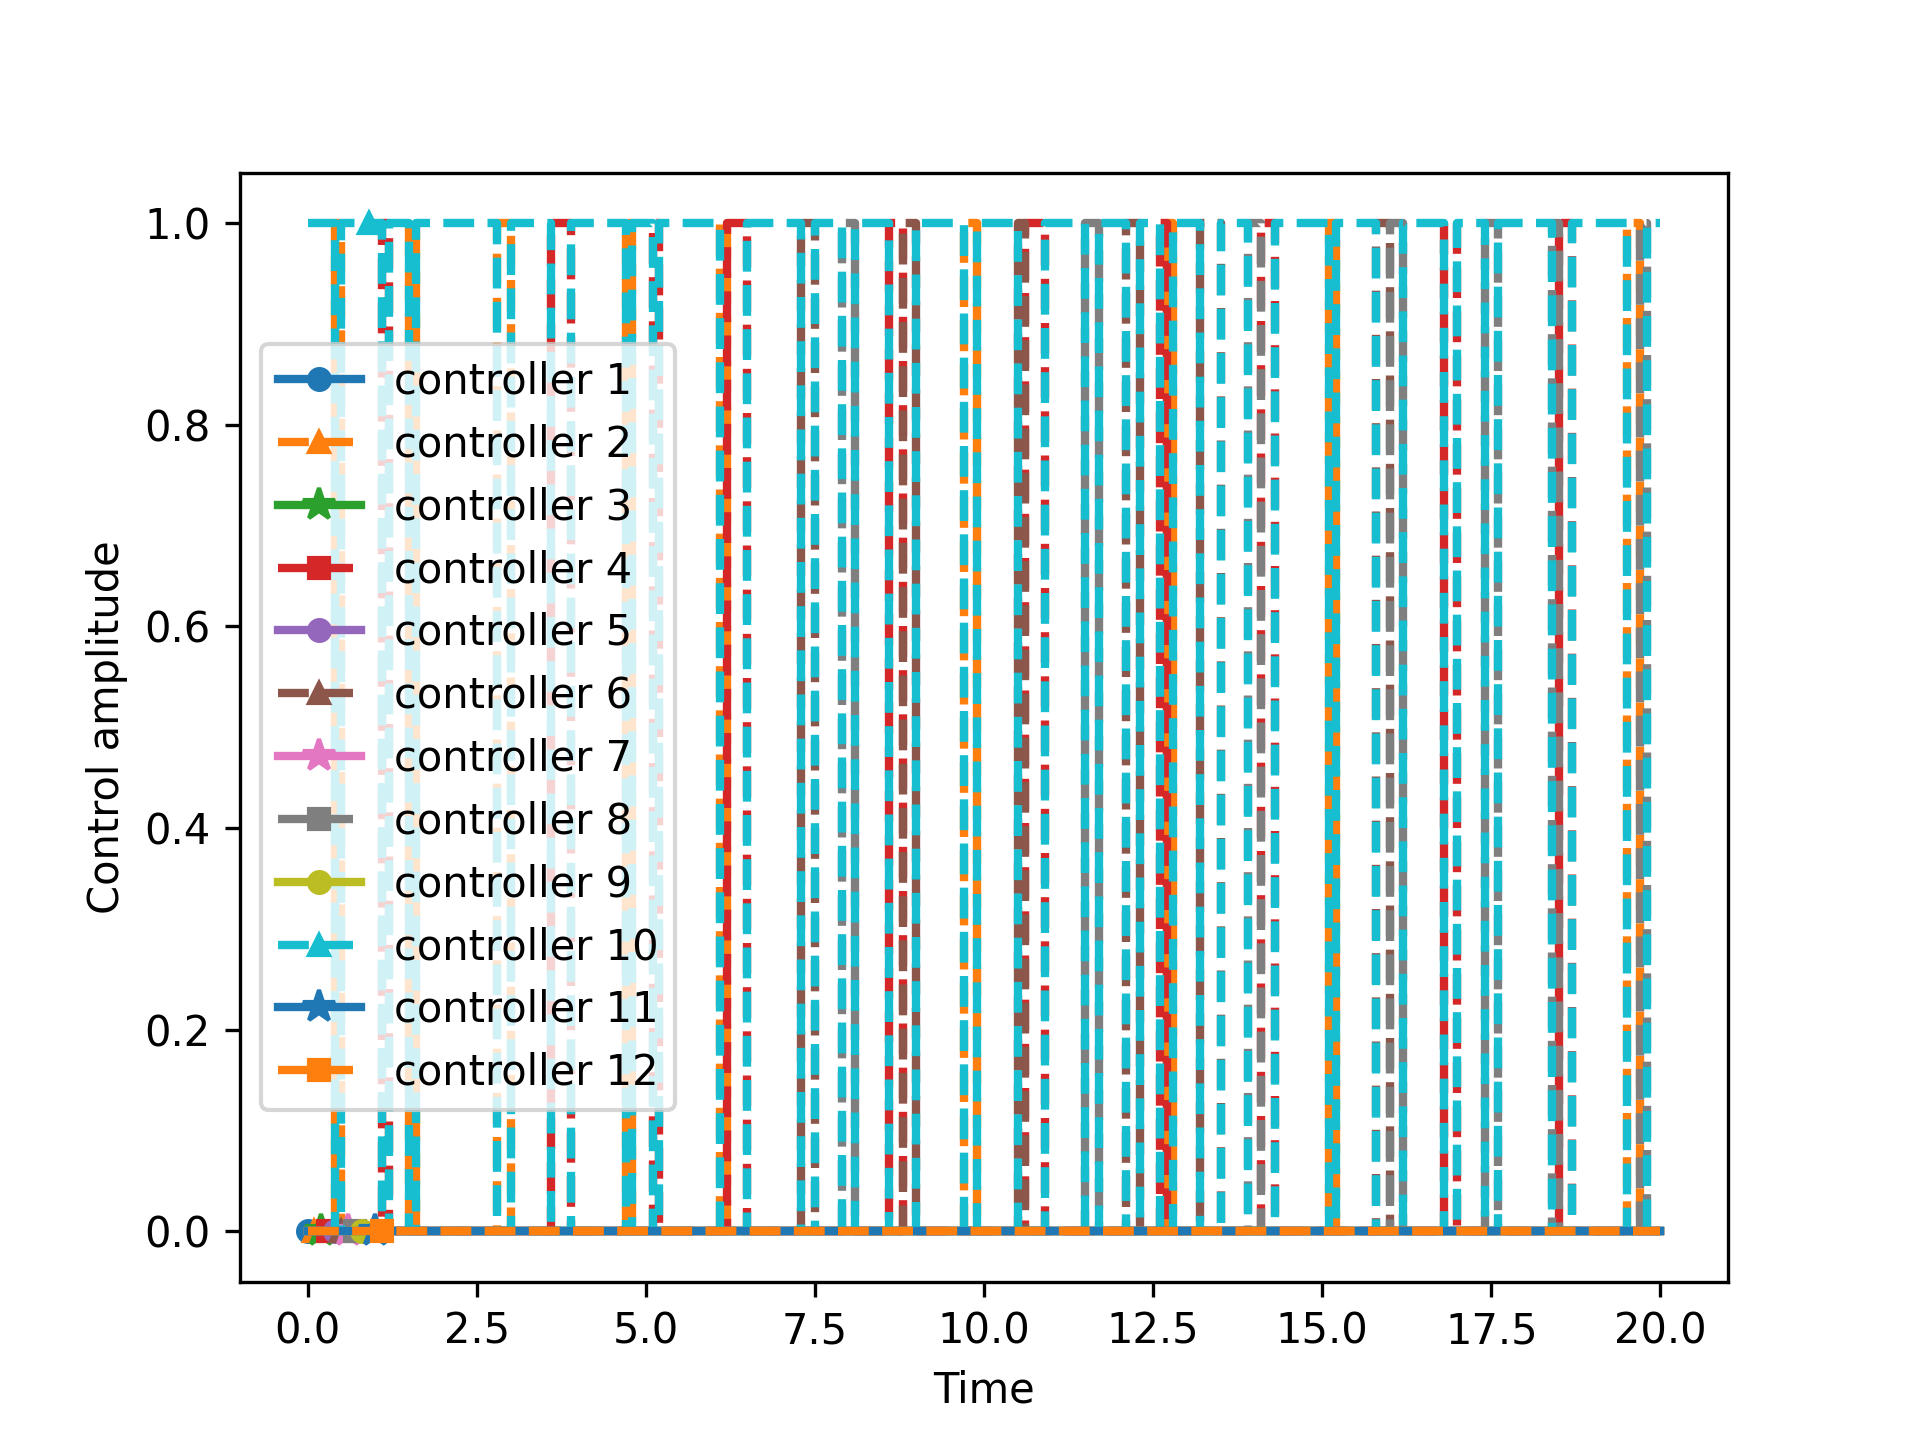 1.0
0.8
0.6
0.4
0.2
0.0
Control amplitude
controller 1
controller 2
controller 3
controller 4
controller 5
controller 6
controller 7
controller 8
controller 9
controller 10
controller 11
controller 12
0.0 2.5 5.0 7.5 10.0 12.5 15.0 17.5 20.0
Time